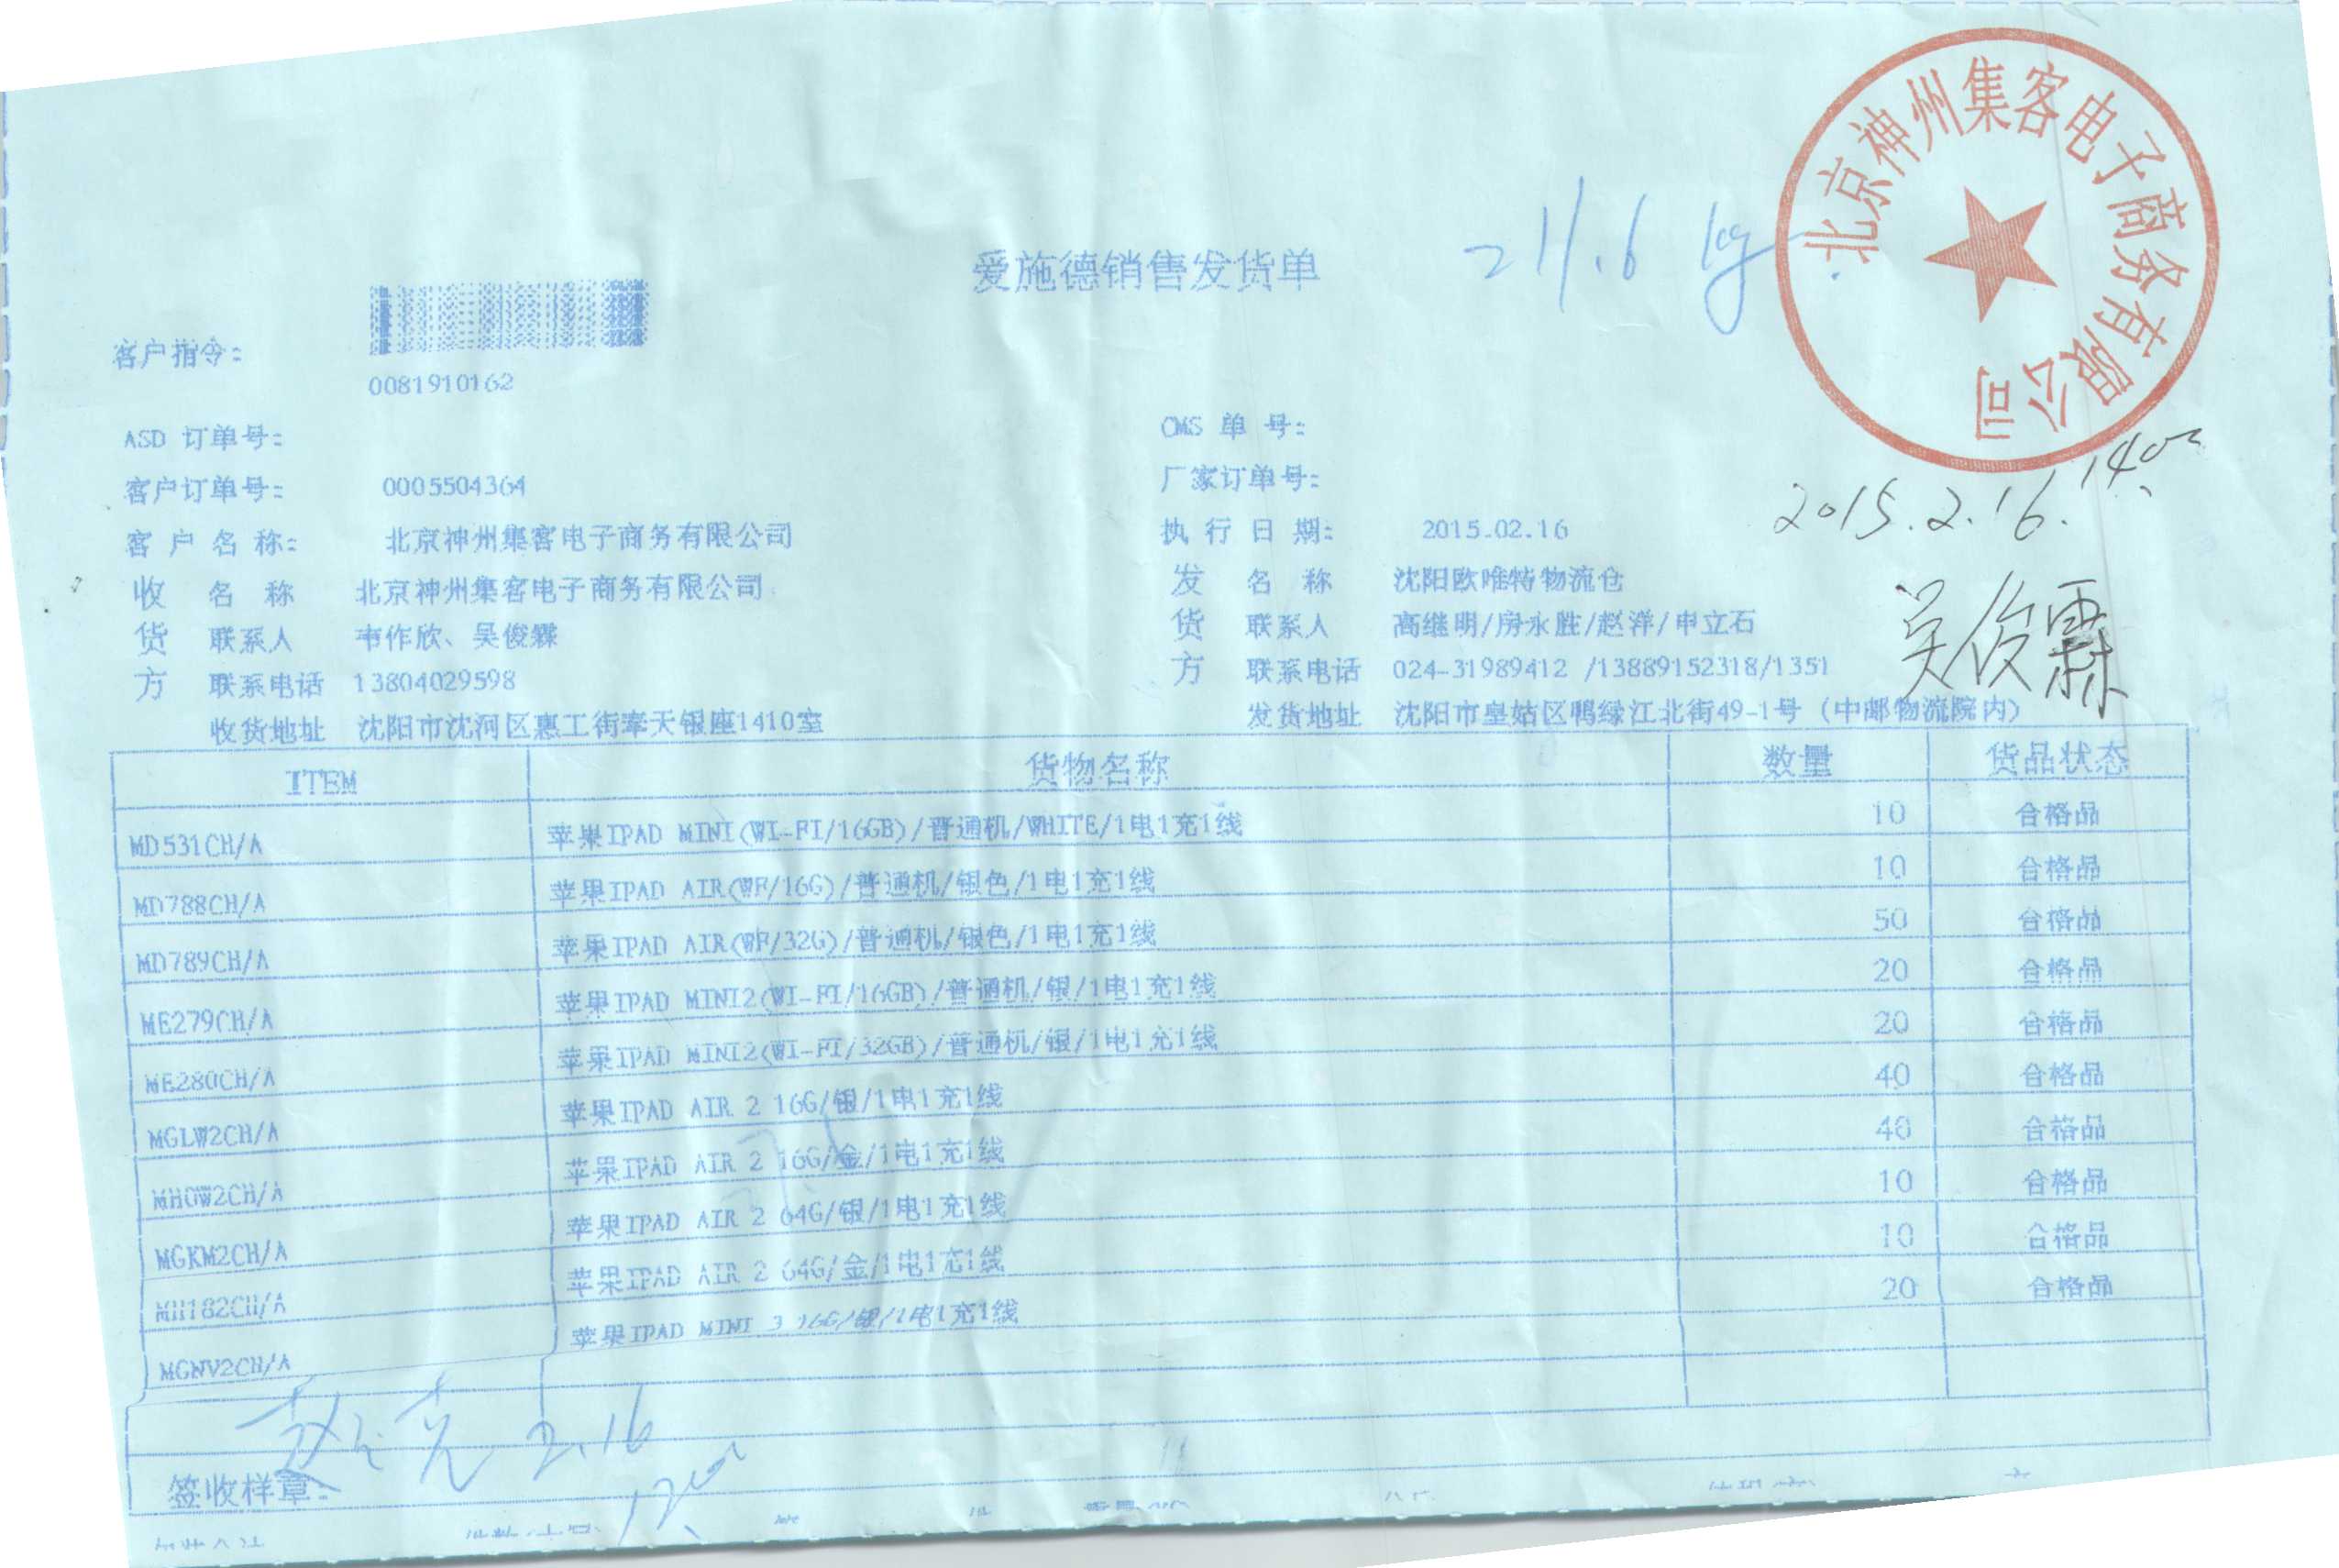 北京神州集客电子商务有限公司
爱施德销售发货单
211.6 kg
客户指令:
0081910162
ASD 订单号:
CMS 单 号:
客户订单号: 0005504364
厂家订单号:
2015.2.16.
客 户 名 称: 北京神州集客电子商务有限公司
执 行 日 期: 2015.02.16
收 名 称 北京神州集客电子商务有限公司
发 名 称 沈阳欧唯特物流仓
货 联系人 韦作欣、吴俊霖
货 联系人 高继明/房永胜/赵洋/申立石
吴俊霖
方 联系电话 13804029598
方 联系电话 024-31989412 /13889152318/1351
收货地址 沈阳市沈河区惠工街奉天银座1410室
发货地址 沈阳市皇姑区鸭绿江北街49-1号（中邮物流院内）
ITEM 货物名称 数量 货品状态
MD531CH/A 苹果IPAD MINI(WI-FI/16GB)/普通机/WHITE/1电1充1线 10 合格品
MD788CH/A 苹果IPAD AIR(WF/16G)/普通机/银色/1电1充1线 10 合格品
MD789CH/A 苹果IPAD AIR(WF/32G)/普通机/银色/1电1充1线 50 合格品
ME279CH/A 苹果IPAD MINI2(WI-FI/16GB)/普通机/银/1电1充1线 20 合格品
ME280CH/A 苹果IPAD MINI2(WI-FI/32GB)/普通机/银/1电1充1线 20 合格品
MGLW2CH/A 苹果IPAD AIR 2 16G/银/1电1充1线 40 合格品
MH0W2CH/A 苹果IPAD AIR 2 16G/金/1电1充1线 40 合格品
MGKM2CH/A 苹果IPAD AIR 2 64G/银/1电1充1线 10 合格品
MH182CH/A 苹果IPAD AIR 2 64G/金/1电1充1线 10 合格品
MGNV2CH/A 苹果IPAD MINI 3 16G/银/1电1充1线 20 合格品
2.16
签收样章: